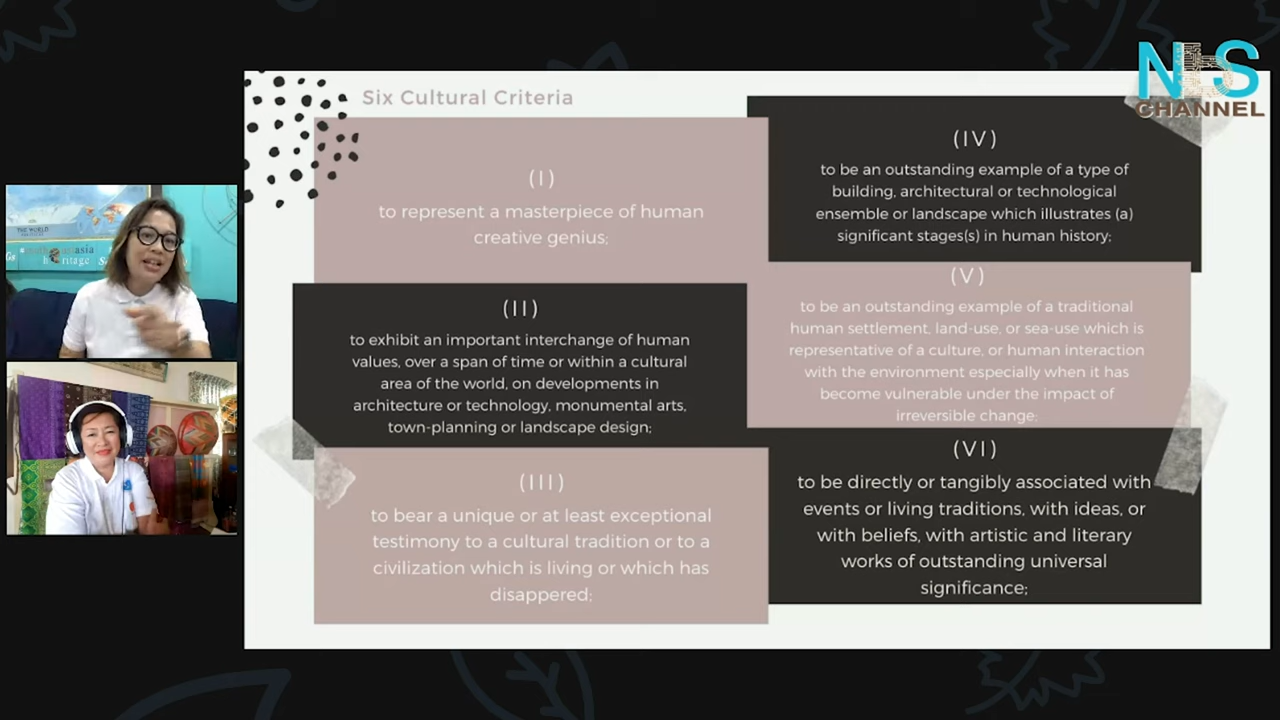 NHS
CHANNEL
Six Cultural Criteria
(I)
to represent a masterpiece of human
creative genius;
(II)
to exhibit an important interchange of human
values, over a span of time or within a cultural
area of the world, on developments in
architecture or technology, monumental arts,
town-planning or landscape design;
(III)
to bear a unique or at least exceptional
testimony to a cultural tradition or to a
civilization which is living or which has
disappered;
(IV)
to be an outstanding example of a type of
building, architectural or technological
ensemble or landscape which illustrates (a)
significant stages(s) in human history;
(V)
to be an outstanding example of a traditional
human settlement, land-use, or sea-use which is
representative of a culture, or human interaction
with the environment especially when it has
become vulnerable under the impact of
irreversible change;
(VI)
to be directly or tangibly associated with
events or living traditions, with ideas, or
with beliefs, with artistic and literary
works of outstanding universal
significance;
THE WORLD
asia